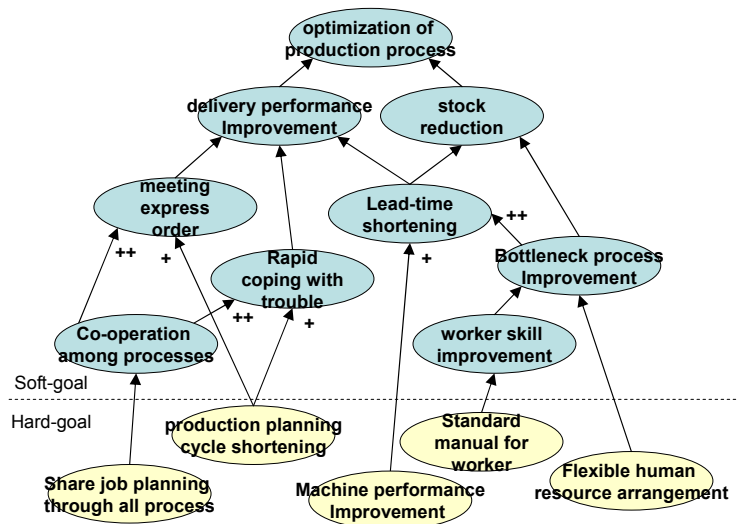 optimization of
production process
delivery performance
Improvement
stock
reduction
meeting
express
order
Lead-time
shortening
++
++
+
+
Rapid
coping with
trouble
Bottleneck process
Improvement
++
+
Co-operation
among processes
worker skill
improvement
Soft-goal
Hard-goal
production planning
cycle shortening
Standard
manual for
worker
Share job planning
through all process
Machine performance
Improvement
Flexible human
resource arrangement